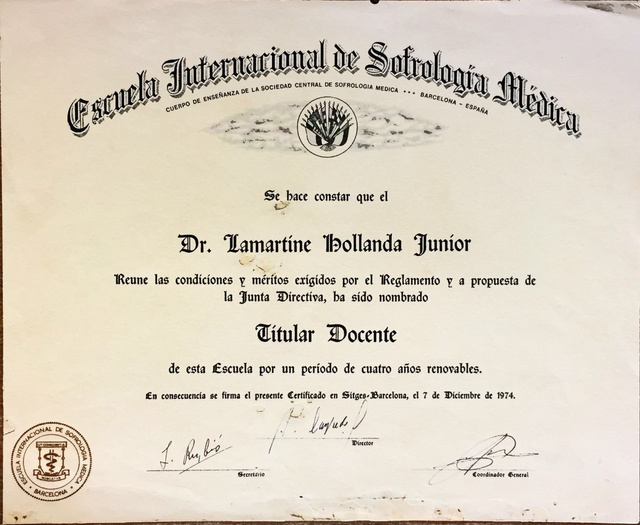 Escuela Internacional de Sofrologia Médica
CUERPO DE ENSEÑANZA DE LA SOCIEDAD CENTRAL DE SOFROLOGIA MEDICA ••• BARCELONA - ESPAÑA
Se hace constar que el
Dr. Lamartine Hollanda Junior
Reune las condiciones y méritos exigidos por el Reglamento y a propuesta de
la Junta Directiva, ha sido nombrado
Titular Docente
de esta Escuela por un período de cuatro años renovables.
En consecuencia se firma el presente Certificado en Sitges-Barcelona, el 7 de Diciembre de 1974.
Director
J. Rubió
Secretario
Coordinador General
ESCUELA INTERNACIONAL DE SOFROLOGIA MEDICA
• BARCELONA •